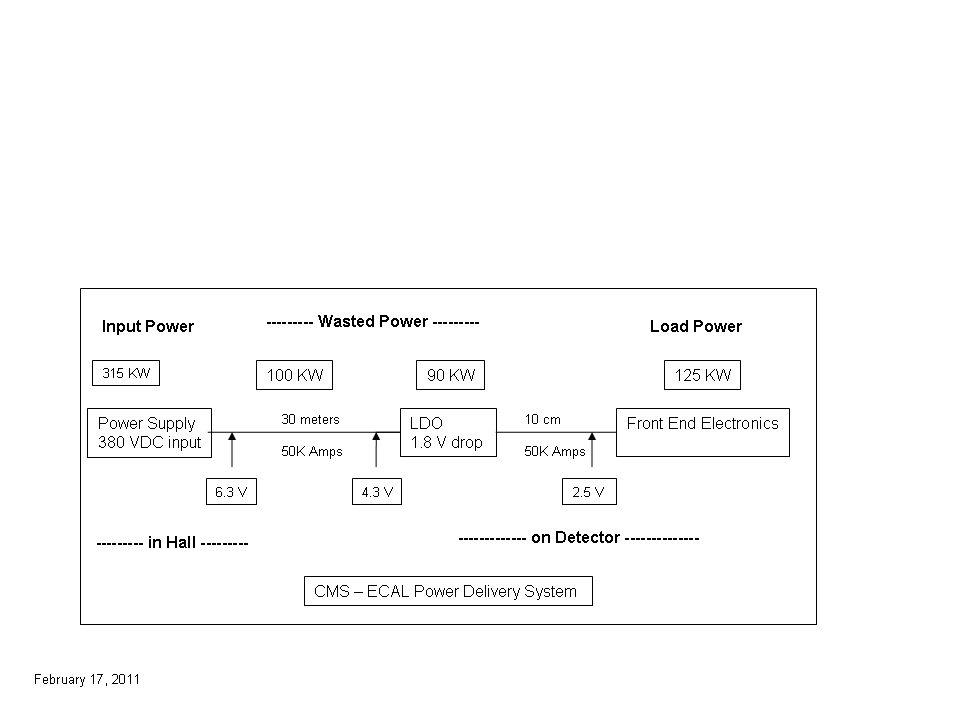 Input Power
--------- Wasted Power ---------
Load Power
315 KW
100 KW
90 KW
125 KW
Power Supply
380 VDC input
30 meters
50K Amps
LDO
1.8 V drop
10 cm
50K Amps
Front End Electronics
6.3 V
4.3 V
2.5 V
--------- in Hall ---------
------------- on Detector --------------
CMS – ECAL Power Delivery System
February 17, 2011